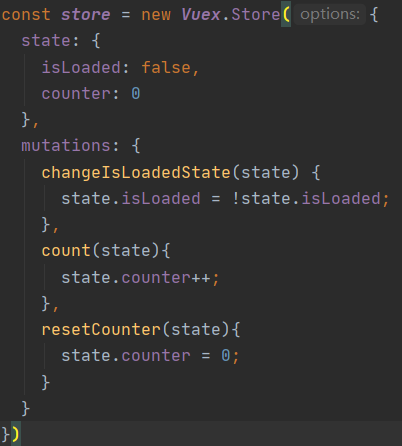 const store = new Vuex.Store( options: {
  state: {
    isLoaded: false,
    counter: 0
  },
  mutations: {
    changeIsLoadedState(state) {
      state.isLoaded = !state.isLoaded;
    },
    count(state){
      state.counter++;
    },
    resetCounter(state){
      state.counter = 0;
    }
  }
})